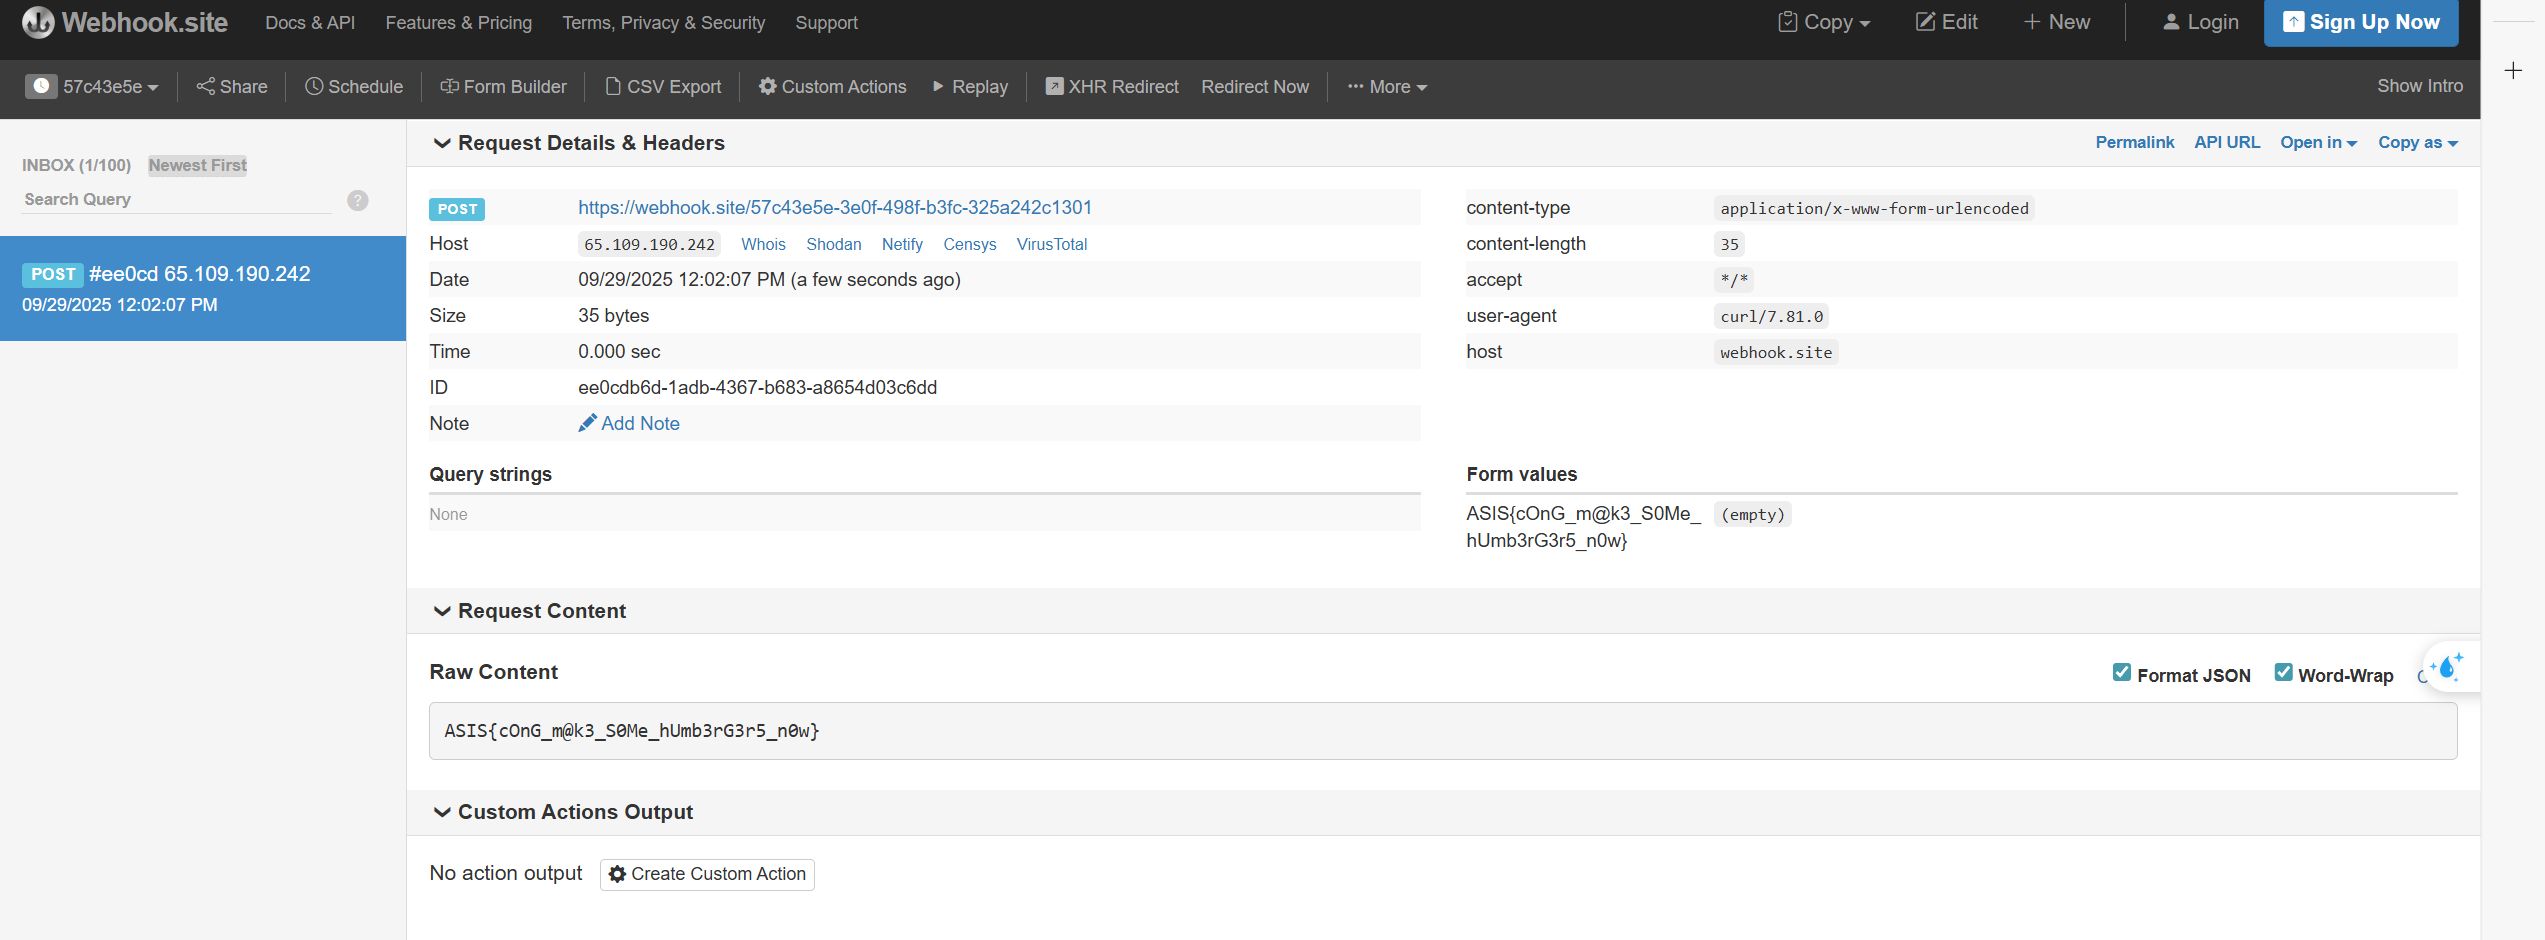 Webhook.site Docs & API Features & Pricing Terms, Privacy & Security Support Copy Edit New Login Sign Up Now
57c43e5e Share Schedule Form Builder CSV Export Custom Actions Replay XHR Redirect Redirect Now More Show Intro
INBOX (1/100) Newest First
Search Query ?
POST #ee0cd 65.109.190.242
09/29/2025 12:02:07 PM
Request Details & Headers Permalink API URL Open in Copy as
POST https://webhook.site/57c43e5e-3e0f-498f-b3fc-325a242c1301
Host 65.109.190.242 Whois Shodan Netify Censys VirusTotal
Date 09/29/2025 12:02:07 PM (a few seconds ago)
Size 35 bytes
Time 0.000 sec
ID ee0cdb6d-1adb-4367-b683-a8654d03c6dd
Note Add Note
content-type application/x-www-form-urlencoded
content-length 35
accept */*
user-agent curl/7.81.0
host webhook.site
Query strings
None
Form values
ASIS{cOnG_m@k3_S0Me_ (empty)
hUmb3rG3r5_n0w}
Request Content
Raw Content Format JSON Word-Wrap
ASIS{cOnG_m@k3_S0Me_hUmb3rG3r5_n0w}
Custom Actions Output
No action output Create Custom Action